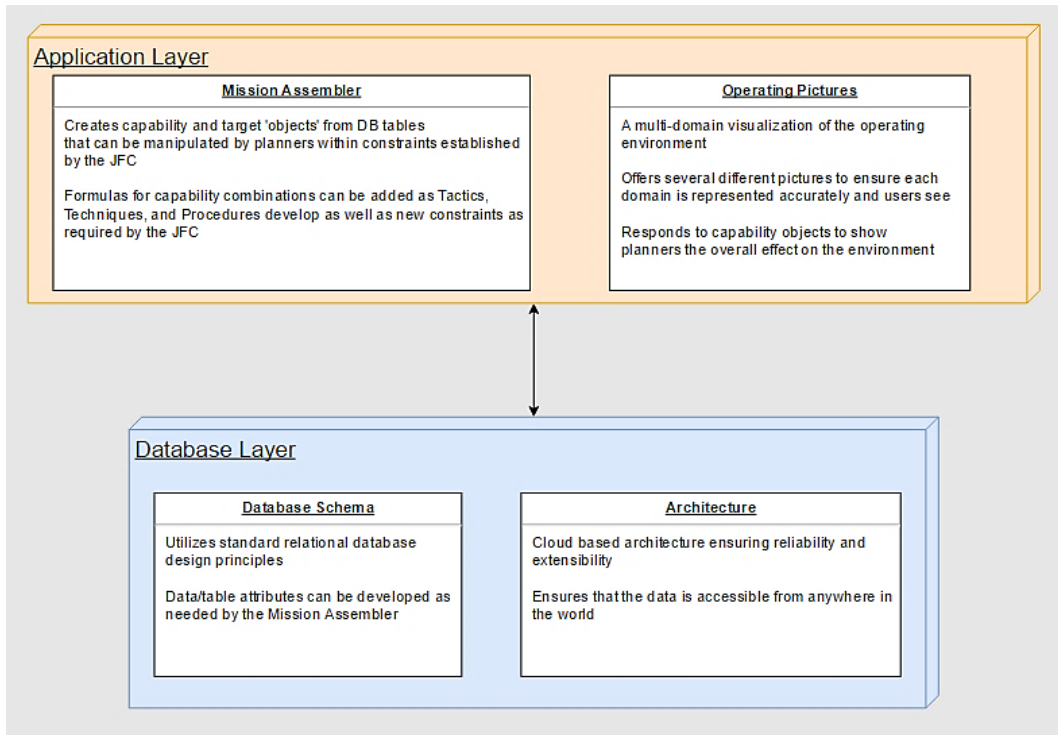 Application Layer
Mission Assembler
Creates capability and target 'objects' from DB tables
that can be manipulated by planners within constraints established
by the JFC
Formulas for capability combinations can be added as Tactics,
Techniques, and Procedures develop as well as new constraints as
required by the JFC
Operating Pictures
A multi-domain visualization of the operating
environment
Offers several different pictures to ensure each
domain is represented accurately and users see
Responds to capability objects to show
planners the overall effect on the environment
Database Layer
Database Schema
Utilizes standard relational database
design principles
Data/table attributes can be developed as
needed by the Mission Assembler
Architecture
Cloud based architecture ensuring reliability and
extensibility
Ensures that the data is accessible from anywhere in
the world